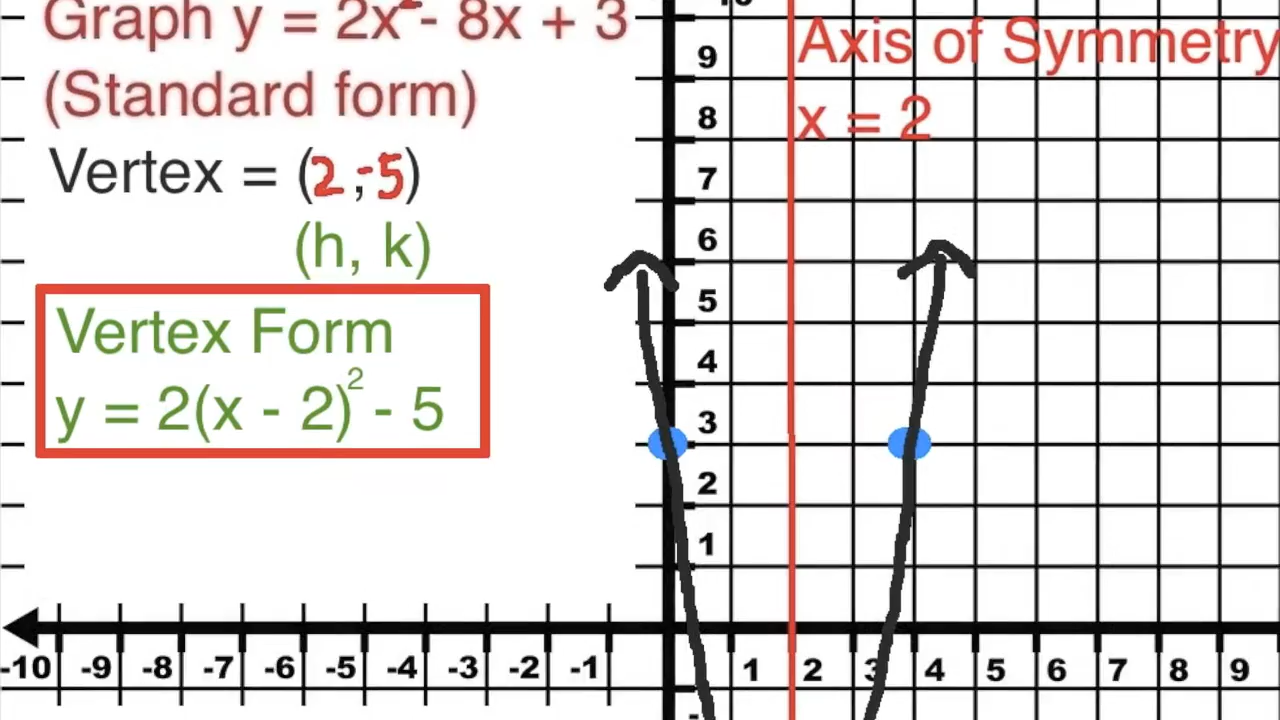 Graph y = 2x² - 8x + 3
(Standard form)
Vertex = (2,-5)
(h, k)
Vertex Form
y = 2(x - 2)² - 5
Axis of Symmetry
x = 2
9
8
7
6
5
4
3
2
1
-10 -9 -8 -7 -6 -5 -4 -3 -2 -1 1 2 3 4 5 6 7 8 9